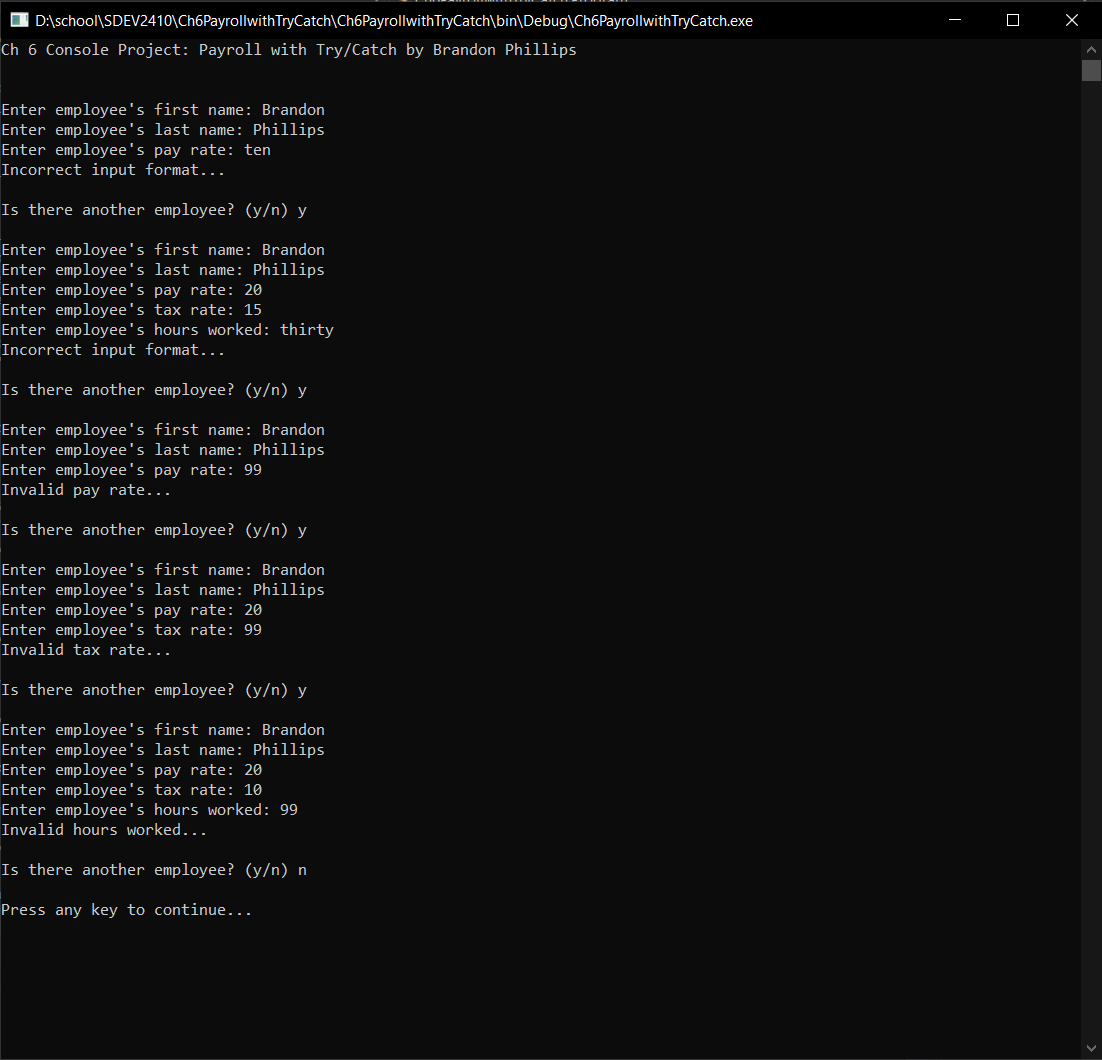 D:\school\SDEV2410\Ch6PayrollwithTryCatch\Ch6PayrollwithTryCatch\bin\Debug\Ch6PayrollwithTryCatch.exe
Ch 6 Console Project: Payroll with Try/Catch by Brandon Phillips
Enter employee's first name: Brandon
Enter employee's last name: Phillips
Enter employee's pay rate: ten
Incorrect input format...
Is there another employee? (y/n) y
Enter employee's first name: Brandon
Enter employee's last name: Phillips
Enter employee's pay rate: 20
Enter employee's tax rate: 15
Enter employee's hours worked: thirty
Incorrect input format...
Is there another employee? (y/n) y
Enter employee's first name: Brandon
Enter employee's last name: Phillips
Enter employee's pay rate: 99
Invalid pay rate...
Is there another employee? (y/n) y
Enter employee's first name: Brandon
Enter employee's last name: Phillips
Enter employee's pay rate: 20
Enter employee's tax rate: 99
Invalid tax rate...
Is there another employee? (y/n) y
Enter employee's first name: Brandon
Enter employee's last name: Phillips
Enter employee's pay rate: 20
Enter employee's tax rate: 10
Enter employee's hours worked: 99
Invalid hours worked...
Is there another employee? (y/n) n
Press any key to continue...